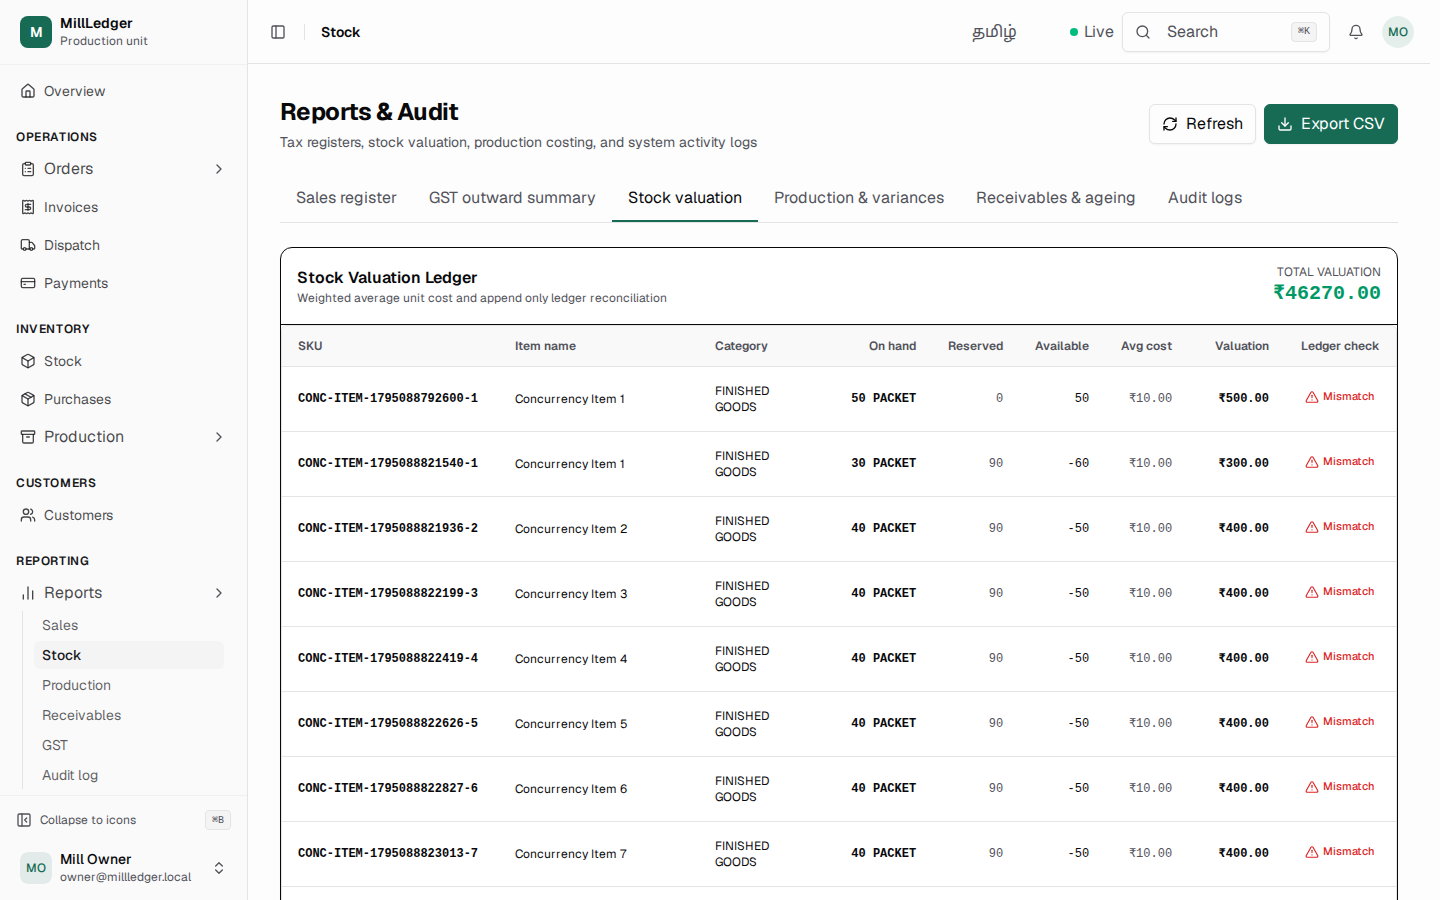 M
MillLedger
Production unit
Overview
OPERATIONS
Orders
Invoices
Dispatch
Payments
INVENTORY
Stock
Purchases
Production
CUSTOMERS
Customers
REPORTING
Reports
Sales
Stock
Production
Receivables
GST
Audit log
Collapse to icons ⌘B
MO
Mill Owner
owner@millledger.local
Stock
தமிழ்
Live
Search ⌘K
MO
Reports & Audit
Tax registers, stock valuation, production costing, and system activity logs
Refresh
Export CSV
Sales register GST outward summary Stock valuation Production & variances Receivables & ageing Audit logs
Stock Valuation Ledger
Weighted average unit cost and append only ledger reconciliation
TOTAL VALUATION
₹46270.00
SKU Item name Category On hand Reserved Available Avg cost Valuation Ledger check
CONC-ITEM-1795088792600-1 Concurrency Item 1 FINISHED GOODS 50 PACKET 0 50 ₹10.00 ₹500.00 Mismatch
CONC-ITEM-1795088821540-1 Concurrency Item 1 FINISHED GOODS 30 PACKET 90 -60 ₹10.00 ₹300.00 Mismatch
CONC-ITEM-1795088821936-2 Concurrency Item 2 FINISHED GOODS 40 PACKET 90 -50 ₹10.00 ₹400.00 Mismatch
CONC-ITEM-1795088822199-3 Concurrency Item 3 FINISHED GOODS 40 PACKET 90 -50 ₹10.00 ₹400.00 Mismatch
CONC-ITEM-1795088822419-4 Concurrency Item 4 FINISHED GOODS 40 PACKET 90 -50 ₹10.00 ₹400.00 Mismatch
CONC-ITEM-1795088822626-5 Concurrency Item 5 FINISHED GOODS 40 PACKET 90 -50 ₹10.00 ₹400.00 Mismatch
CONC-ITEM-1795088822827-6 Concurrency Item 6 FINISHED GOODS 40 PACKET 90 -50 ₹10.00 ₹400.00 Mismatch
CONC-ITEM-1795088823013-7 Concurrency Item 7 FINISHED GOODS 40 PACKET 90 -50 ₹10.00 ₹400.00 Mismatch